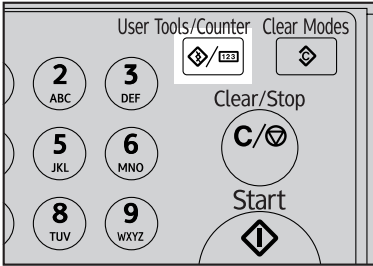 User Tools/Counter
Clear Modes
123
C
2
ABC
3
DEF
Clear/Stop
C/
5
JKL
6
MNO
8
TUV
9
WXYZ
Start